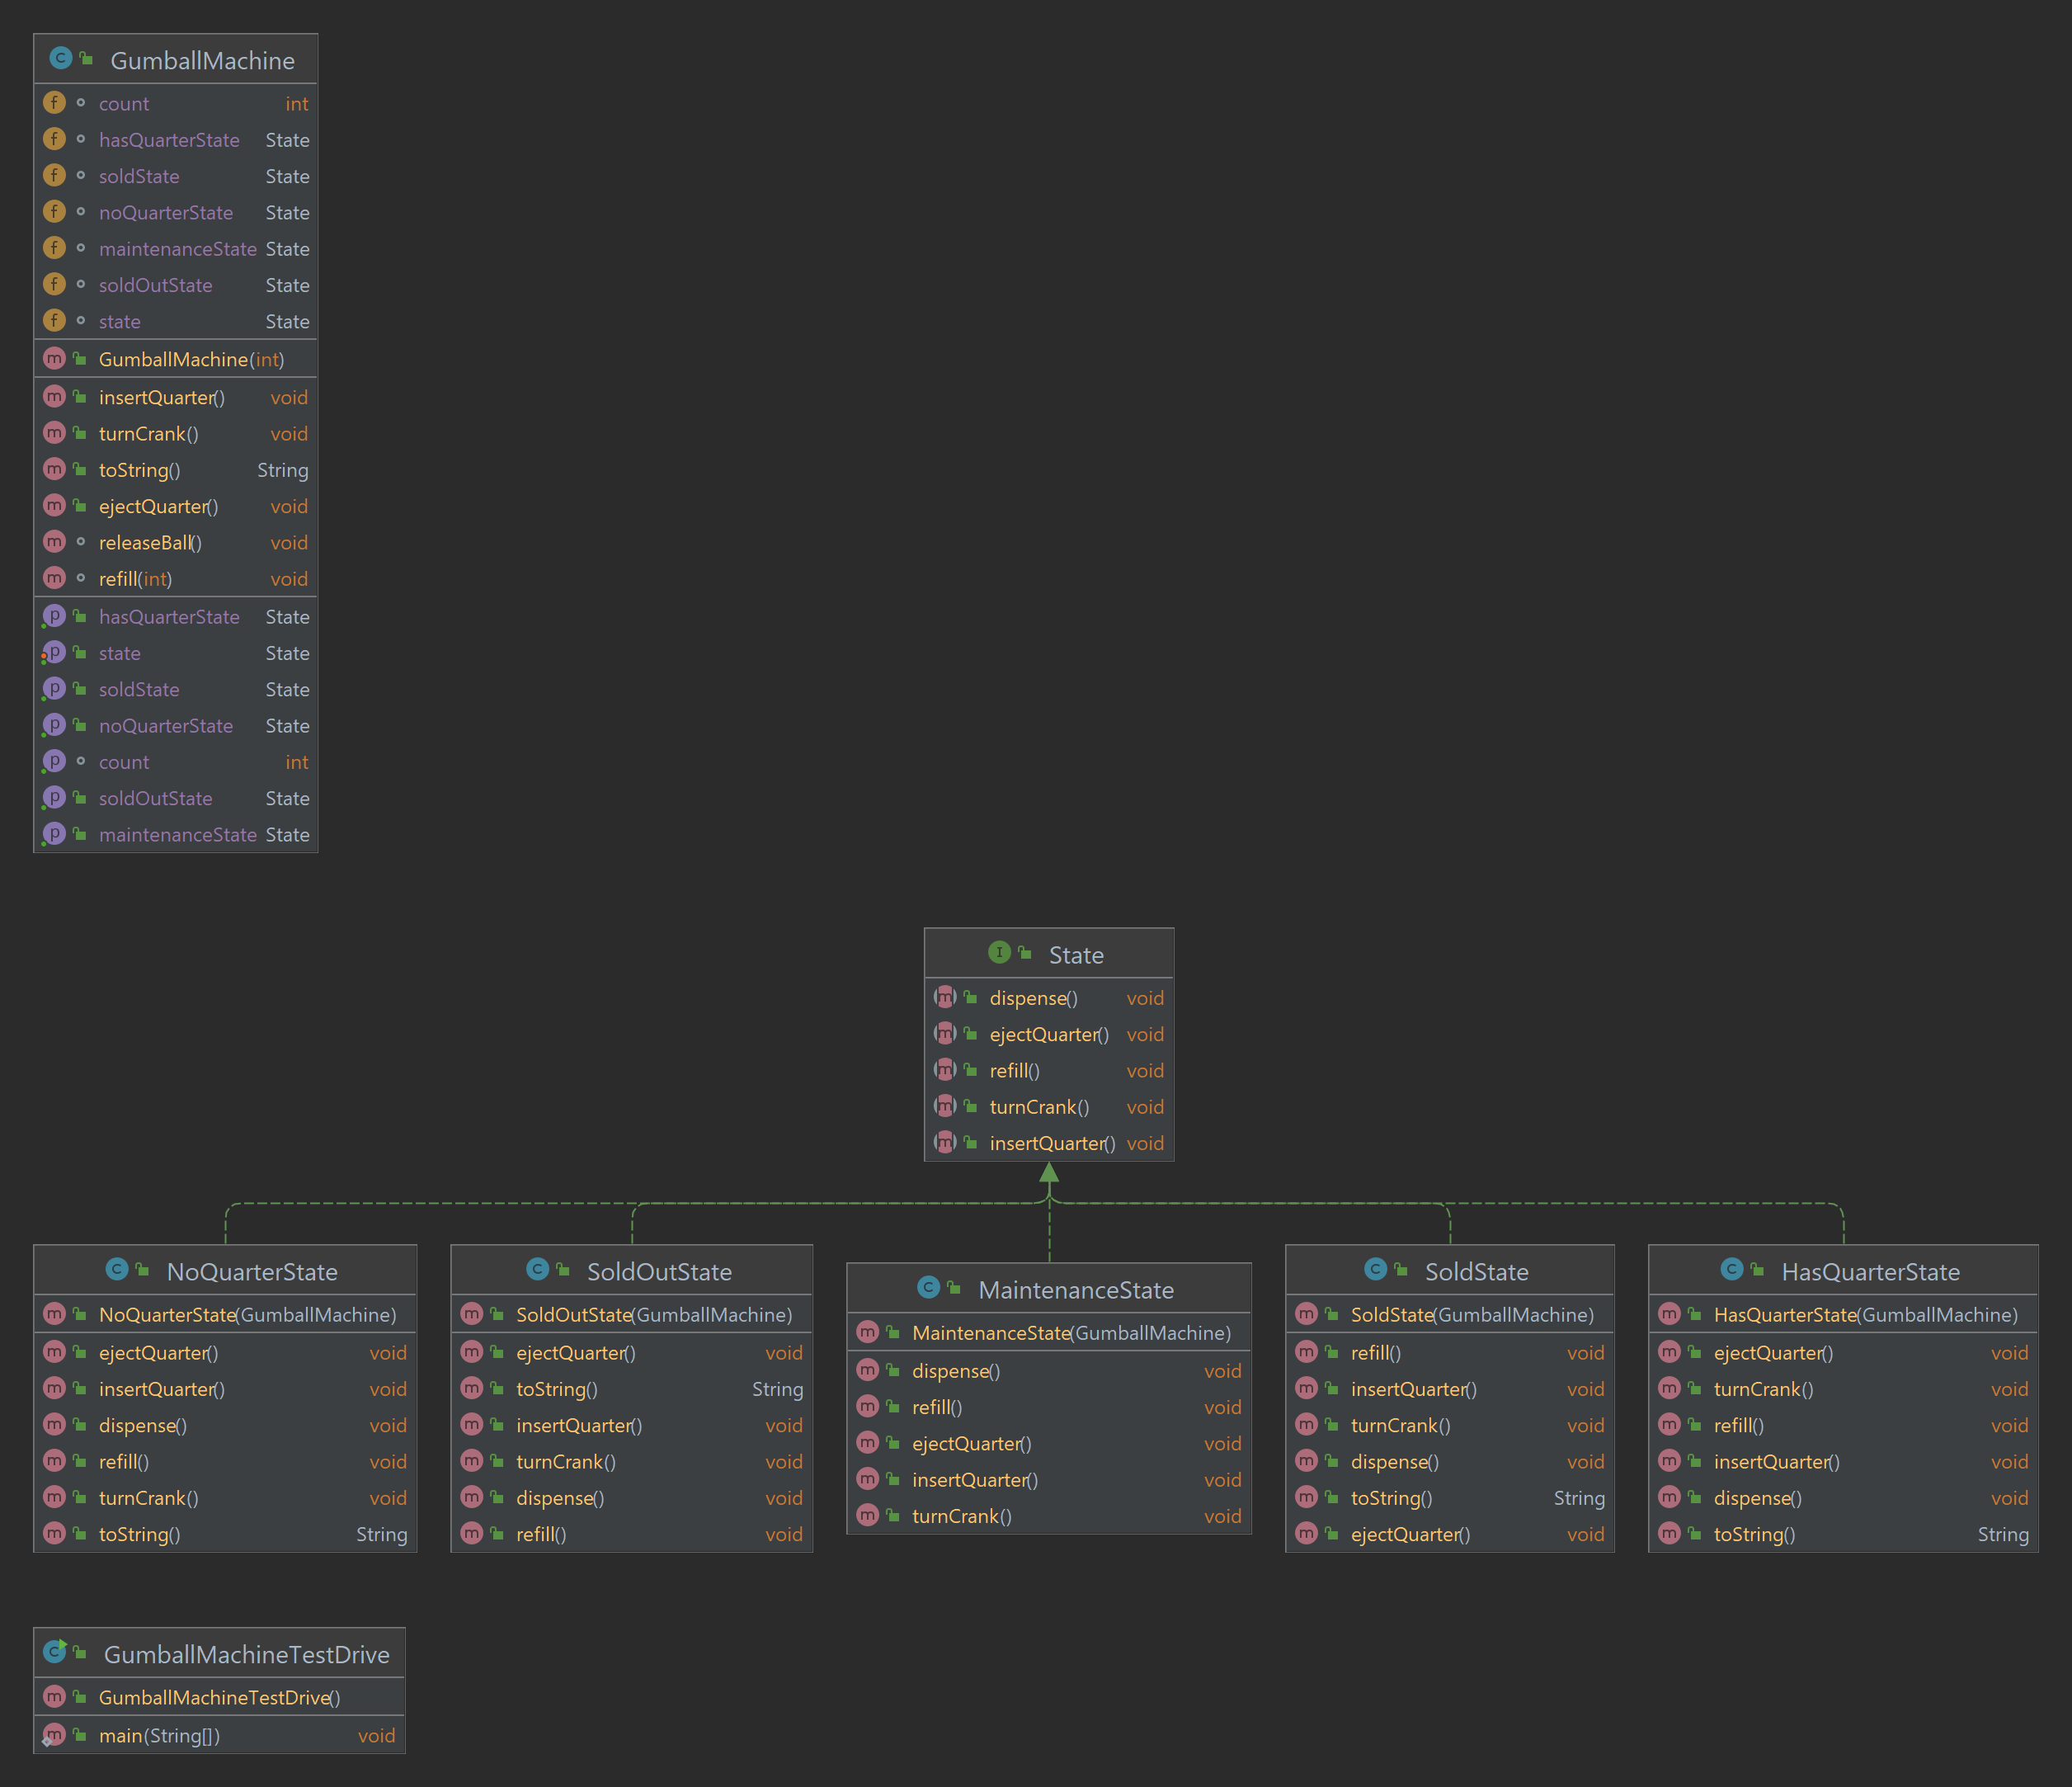 GumballMachine
count int
hasQuarterState State
soldState State
noQuarterState State
maintenanceState State
soldOutState State
state State
GumballMachine(int)
insertQuarter() void
turnCrank() void
toString() String
ejectQuarter() void
releaseBall() void
refill(int) void
hasQuarterState State
state State
soldState State
noQuarterState State
count int
soldOutState State
maintenanceState State
State
dispense() void
ejectQuarter() void
refill() void
turnCrank() void
insertQuarter() void
NoQuarterState
NoQuarterState(GumballMachine)
ejectQuarter() void
insertQuarter() void
dispense() void
refill() void
turnCrank() void
toString() String
SoldOutState
SoldOutState(GumballMachine)
ejectQuarter() void
toString() String
insertQuarter() void
turnCrank() void
dispense() void
refill() void
MaintenanceState
MaintenanceState(GumballMachine)
dispense() void
refill() void
ejectQuarter() void
insertQuarter() void
turnCrank() void
SoldState
SoldState(GumballMachine)
refill() void
insertQuarter() void
turnCrank() void
dispense() void
toString() String
ejectQuarter() void
HasQuarterState
HasQuarterState(GumballMachine)
ejectQuarter() void
turnCrank() void
refill() void
insertQuarter() void
dispense() void
toString() String
GumballMachineTestDrive
GumballMachineTestDrive()
main(String[]) void